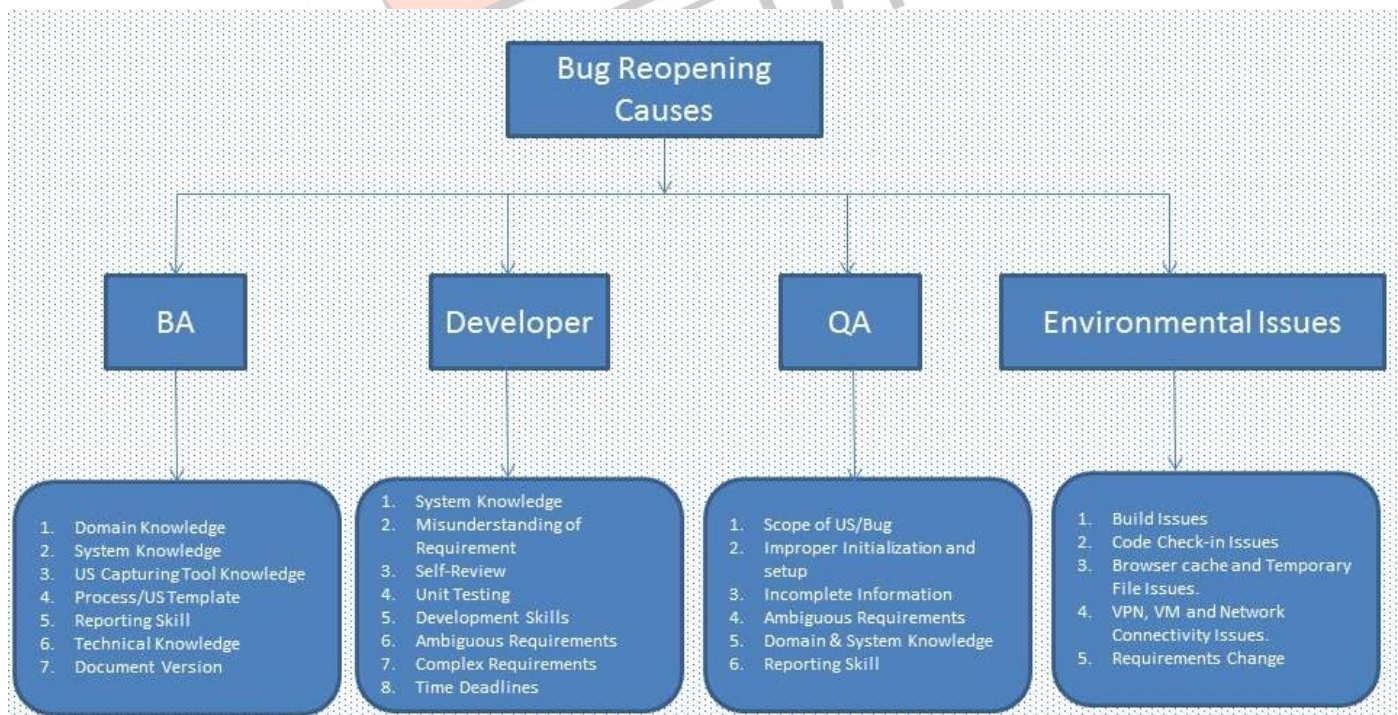 Bug Reopening
Causes
BA
Developer
QA
Environmental Issues
1. Domain Knowledge
2. System Knowledge
3. US Capturing Tool Knowledge
4. Process/US Template
5. Reporting Skill
6. Technical Knowledge
7. Document Version
1. System Knowledge
2. Misunderstanding of
Requirement
3. Self-Review
4. Unit Testing
5. Development Skills
6. Ambiguous Requirements
7. Complex Requirements
8. Time Deadlines
1. Scope of US/Bug
2. Improper Initialization and
setup
3. Incomplete Information
4. Ambiguous Requirements
5. Domain & System Knowledge
6. Reporting Skill
1. Build Issues
2. Code Check-in Issues
3. Browser cache and Temporary
File Issues.
4. VPN, VM and Network
Connectivity Issues.
5. Requirements Change